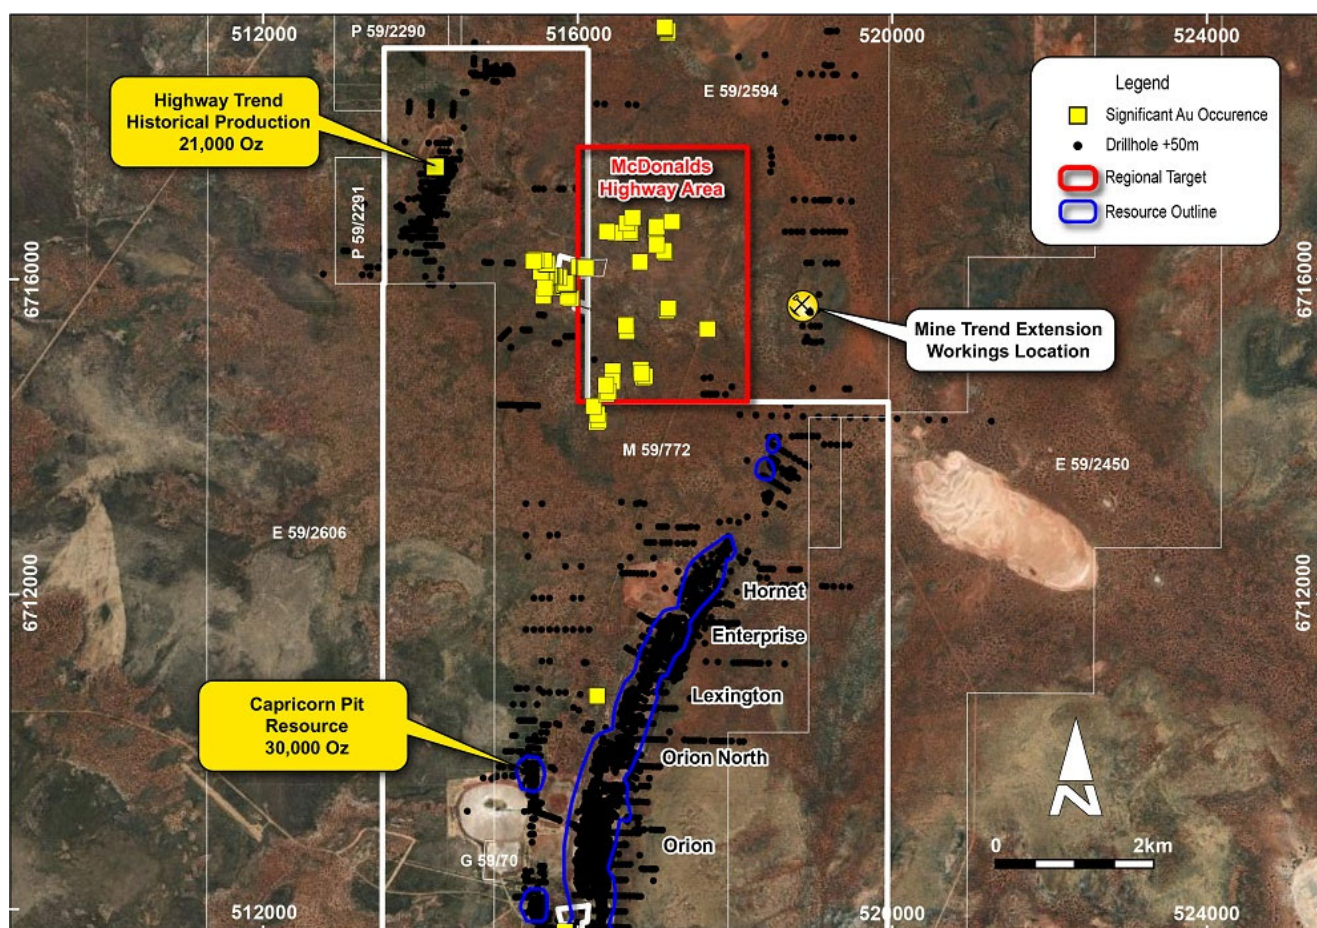 512000
516000
520000
524000
P 59/2290
E 59/2594
Highway Trend
Historical Production
21,000 Oz
Legend
Significant Au Occurence
Drillhole +50m
Regional Target
Resource Outline
McDonalds
Highway Area
P 59/2291
6716000
6716000
Mine Trend Extension
Workings Location
M 59/772
E 59/2450
E 59/2606
6712000
6712000
Hornet
Enterprise
Lexington
Orion North
Orion
Capricorn Pit
Resource
30,000 Oz
G 59/70
N
0 2km
512000
520000
524000